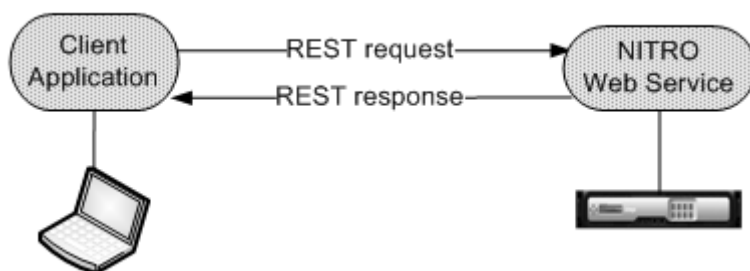 Client
Application
REST request
REST response
NITRO
Web Service